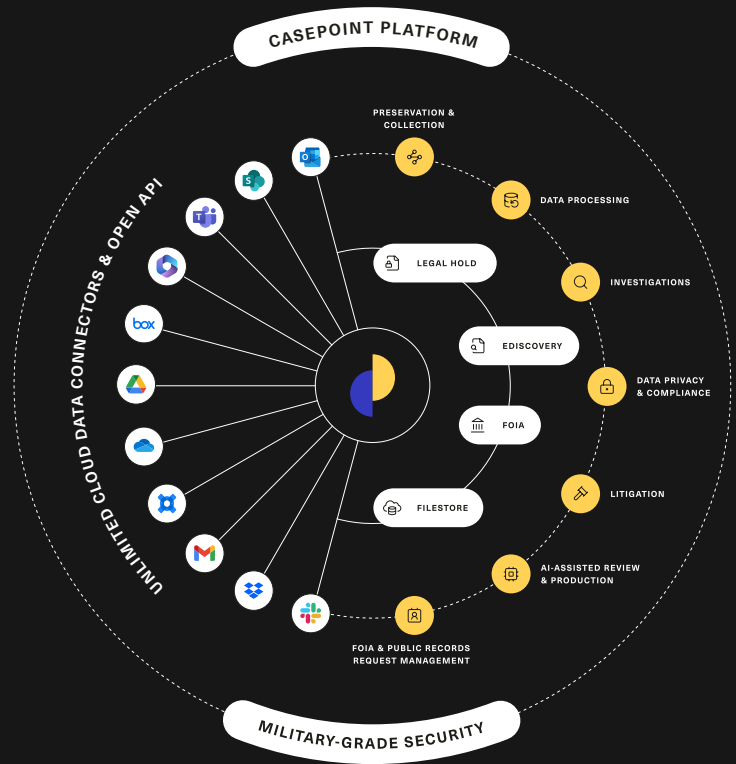 CASEPOINT PLATFORM
PRESERVATION &
COLLECTION
DATA PROCESSING
INVESTIGATIONS
DATA PRIVACY
& COMPLIANCE
LITIGATION
AI-ASSISTED REVIEW
& PRODUCTION
FOIA & PUBLIC RECORDS
REQUEST MANAGEMENT
LEGAL HOLD
EDISCOVERY
FOIA
FILESTORE
UNLIMITED CLOUD DATA CONNECTORS & OPEN API
O
S
T
box
MILITARY-GRADE SECURITY